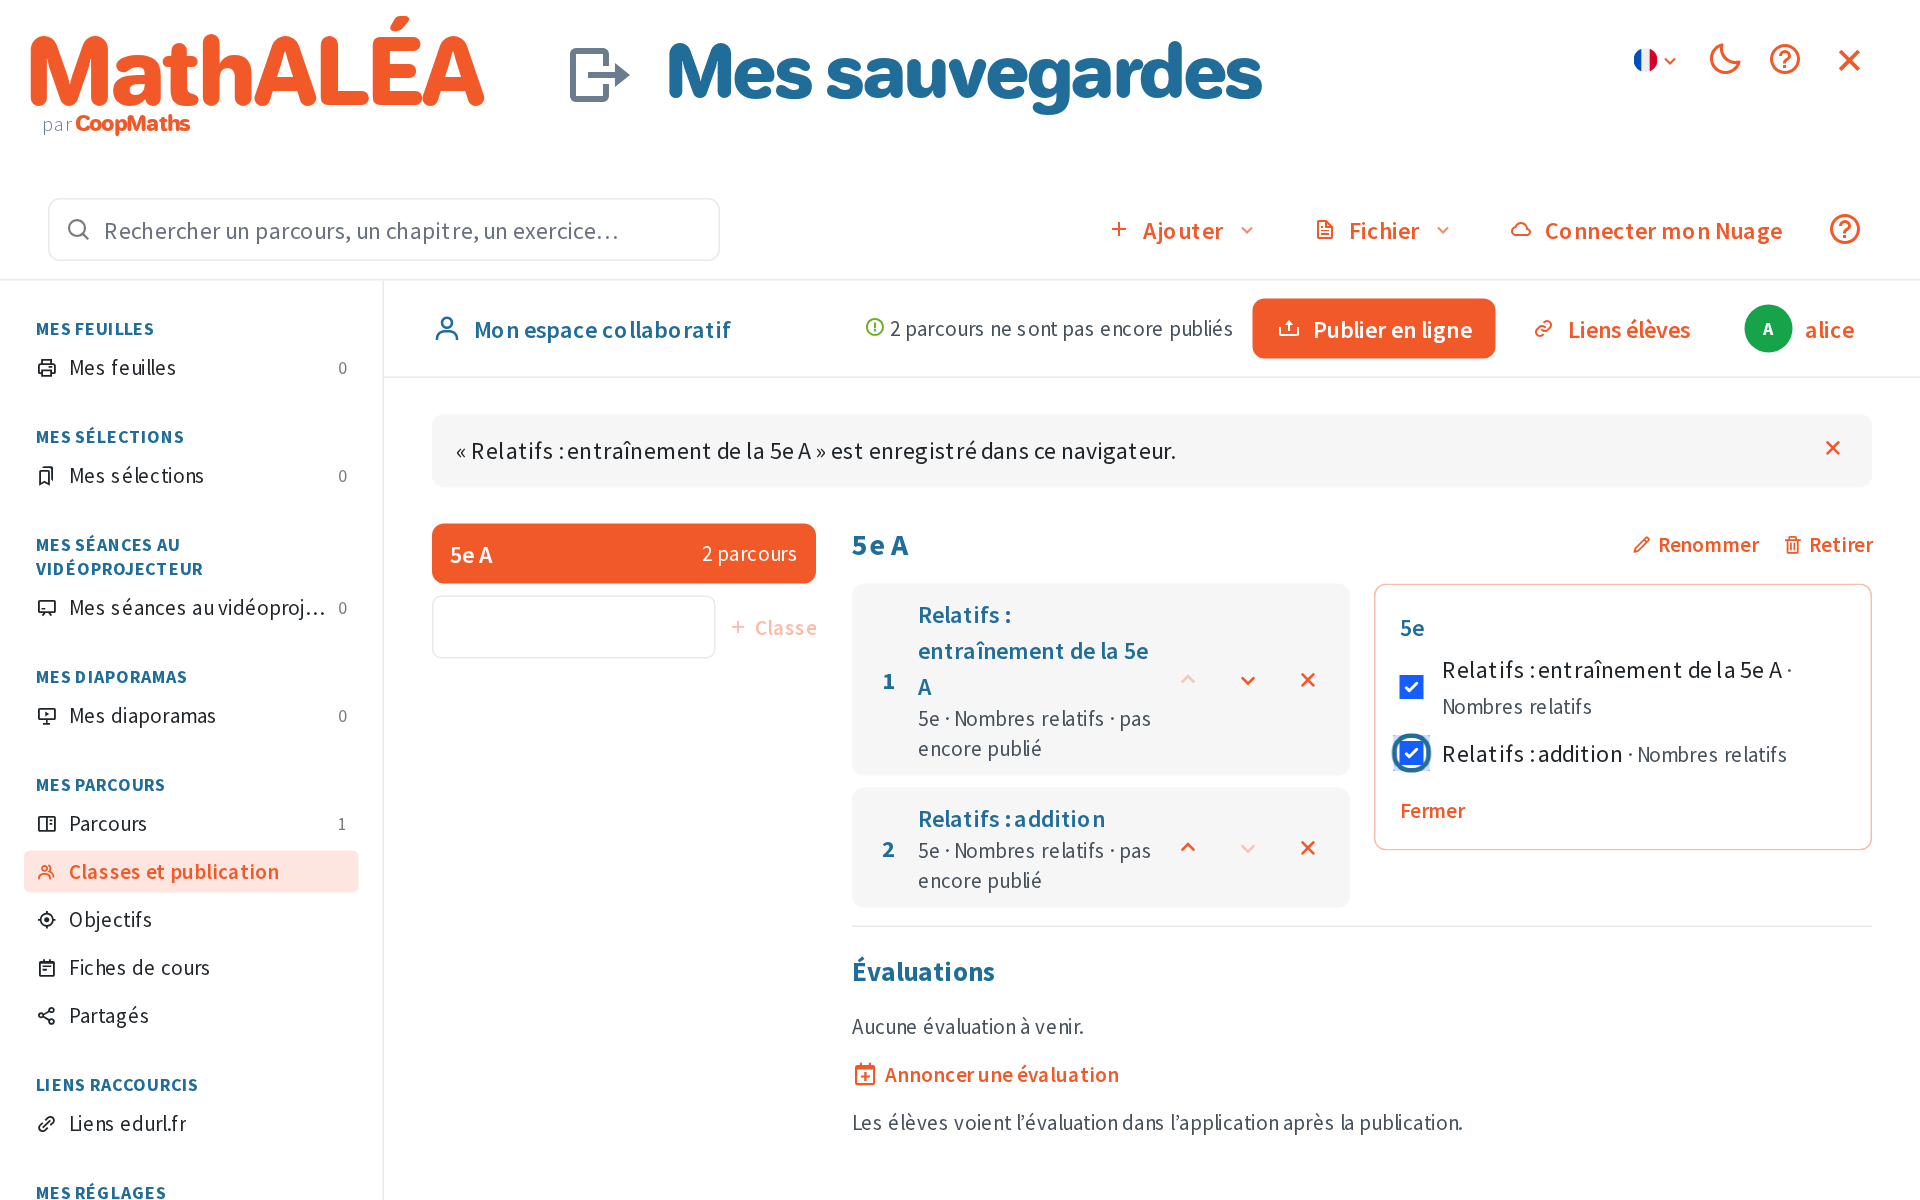 MathALÉA
par CoopMaths
Mes sauvegardes
Rechercher un parcours, un chapitre, un exercice…
Ajouter
Fichier
Connecter mon Nuage
MES FEUILLES
Mes feuilles 0
MES SÉLECTIONS
Mes sélections 0
MES SÉANCES AU
VIDÉOPROJECTEUR
Mes séances au vidéoproj… 0
MES DIAPORAMAS
Mes diaporamas 0
MES PARCOURS
Parcours 1
Classes et publication
Objectifs
Fiches de cours
Partagés
LIENS RACCOURCIS
Liens edurl.fr
MES RÉGLAGES
Mon espace collaboratif
2 parcours ne sont pas encore publiés
Publier en ligne
Liens élèves
A alice
« Relatifs : entraînement de la 5e A » est enregistré dans ce navigateur.
5e A 2 parcours
Classe
5e A
Renommer
Retirer
1
Relatifs :
entraînement de la 5e
A
5e · Nombres relatifs · pas
encore publié
2
Relatifs : addition
5e · Nombres relatifs · pas
encore publié
5e
Relatifs : entraînement de la 5e A ·
Nombres relatifs
Relatifs : addition · Nombres relatifs
Fermer
Évaluations
Aucune évaluation à venir.
Annoncer une évaluation
Les élèves voient l’évaluation dans l’application après la publication.